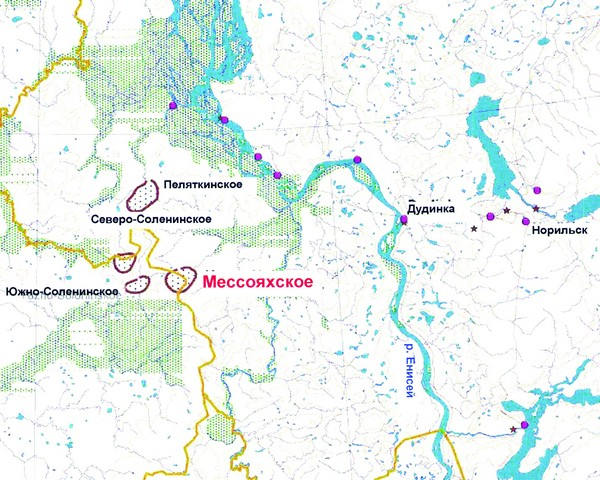 Пеляткинское
Северо-Соленинское
Дудинка
Норильск
Мессояхское
Южно-Соленинское
р. Енисей